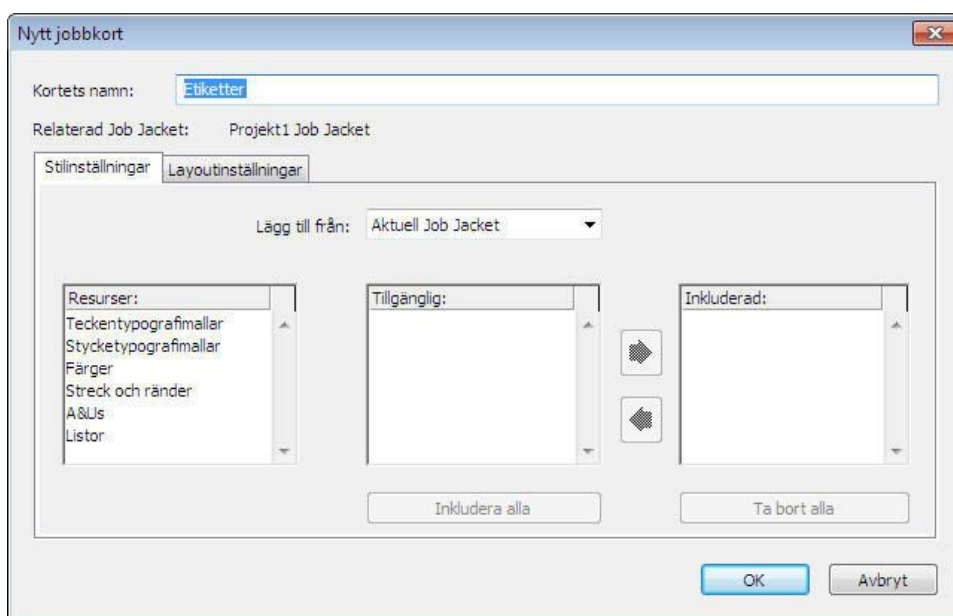 Nytt jobbkort
Kortets namn: Etiketter
Relaterad Job Jacket: Projekt1 Job Jacket
Stilinställningar Layoutinställningar
Lägg till från: Aktuell Job Jacket
Resurser: Tillgänglig: Inkluderad:
Teckentypografimallar
Stycketypografimallar
Färger
Streck och ränder
A&Us
Listor
Inkludera alla Ta bort alla
OK Avbryt